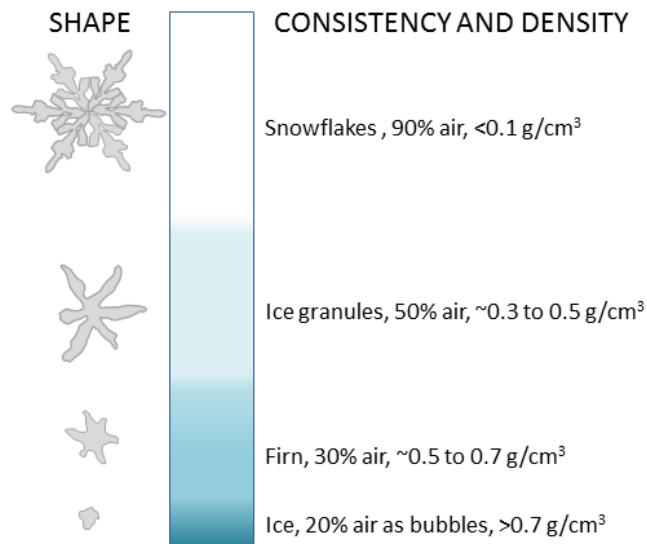 SHAPE
CONSISTENCY AND DENSITY
Snowflakes , 90% air, <0.1 g/cm³
Ice granules, 50% air, ~0.3 to 0.5 g/cm³
Firn, 30% air, ~0.5 to 0.7 g/cm³
Ice, 20% air as bubbles, >0.7 g/cm³